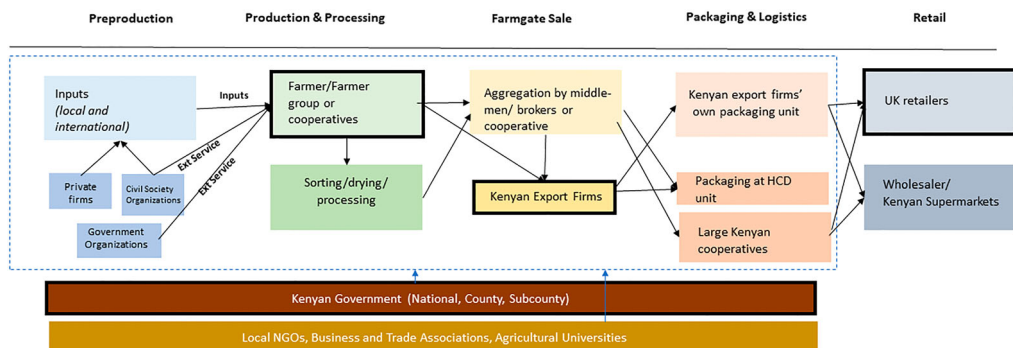 Preproduction
Production & Processing
Farmgate Sale
Packaging & Logistics
Retail
Inputs
(local and
international)
Inputs
Farmer/Farmer
group or
cooperatives
Aggregation by middle-
men/ brokers or
cooperative
Kenyan export firms'
own packaging unit
UK retailers
Ext Service
Ext Service
Private
firms
Civil Society
Organizations
Government
Organizations
Sorting/drying/
processing
Kenyan Export Firms
Packaging at HCD
unit
Large Kenyan
cooperatives
Wholesaler/
Kenyan Supermarkets
Kenyan Government (National, County, Subcounty)
Local NGOs, Business and Trade Associations, Agricultural Universities